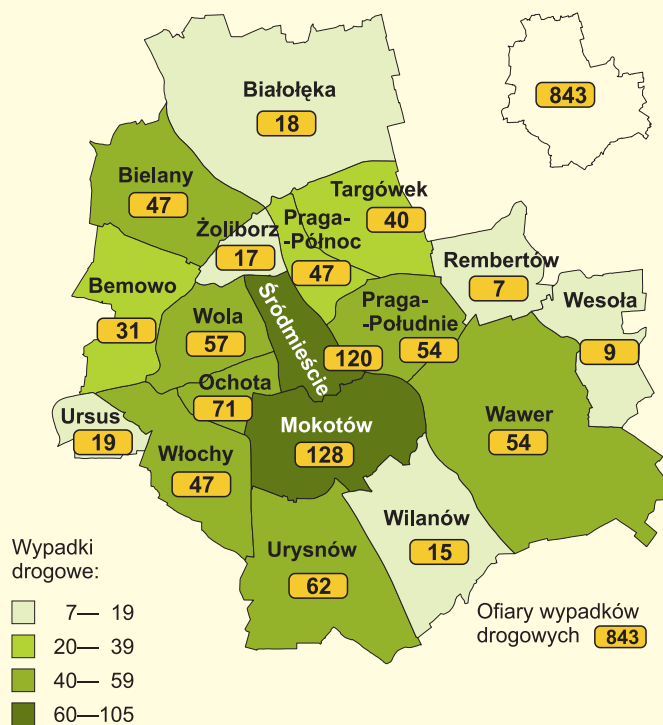 843
Białołęka
18
Bielany
47
Targówek
40
Żoliborz
17
Praga-
-Północ
47
Rembertów
7
Bemowo
31
Wola
57
Śródmieście
120
Praga-
-Południe
54
Wesoła
9
Ochota
71
Ursus
19
Mokotów
128
Wawer
54
Włochy
47
Wilanów
15
Urysnów
62
Wypadki
drogowe:
7— 19
20— 39
40— 59
60—105
Ofiary wypadków
drogowych 843